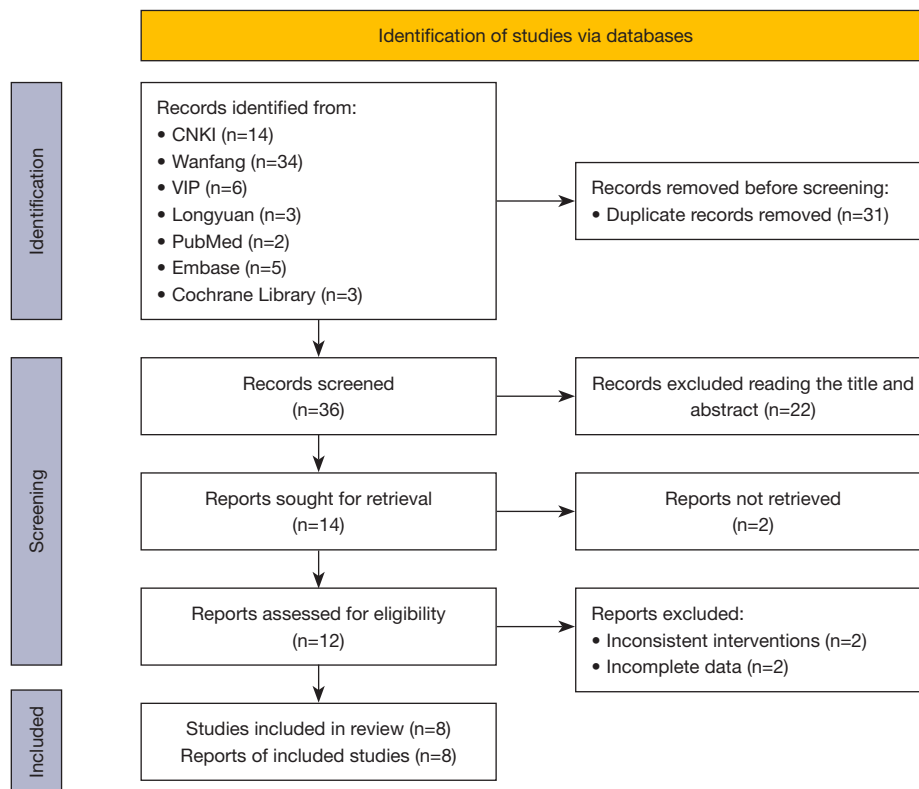 Identification of studies via databases
Identification
Records identified from:
• CNKI (n=14)
• Wanfang (n=34)
• VIP (n=6)
• Longyuan (n=3)
• PubMed (n=2)
• Embase (n=5)
• Cochrane Library (n=3)
Records removed before screening:
• Duplicate records removed (n=31)
Screening
Records screened
(n=36)
Records excluded reading the title and
abstract (n=22)
Reports sought for retrieval
(n=14)
Reports not retrieved
(n=2)
Reports assessed for eligibility
(n=12)
Reports excluded:
• Inconsistent interventions (n=2)
• Incomplete data (n=2)
Included
Studies included in review (n=8)
Reports of included studies (n=8)